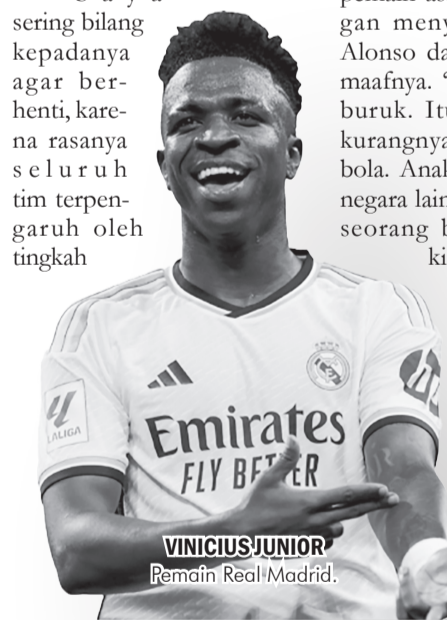 sering bilang
kepadanya
agar ber-
henti, kare-
na rasanya
seluruh
tim terpen-
garuh oleh
tingkah
gan meny
Alonso da
maafnya. “
buruk. Itu
kurangnya
bola. Anal
negara lain
seorang b
ki
LALIGA
Emirates
FLY BETTER
VINICIUS JUNIOR
Pemain Real Madrid.